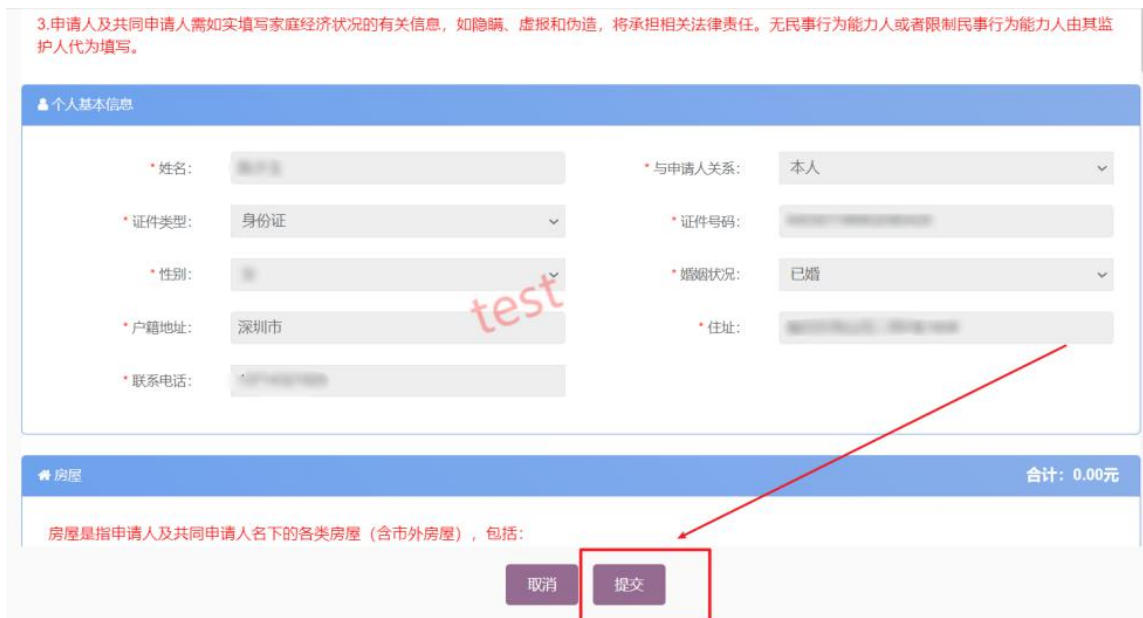 3.申请人及共同申请人需如实填写家庭经济状况的有关信息，如隐瞒、虚报和伪造，将承担相关法律责任。无民事行为能力人或者限制民事行为能力人由其监
护人代为填写。
个人基本信息
*姓名：
*与申请人关系： 本人
*证件类型： 身份证
*证件号码：
*性别：
*婚姻状况： 已婚
test
*户籍地址： 深圳市
*住址：
*联系电话：
房屋 合计：0.00元
房屋是指申请人及共同申请人名下的各类房屋（含市外房屋），包括：
取消 提交